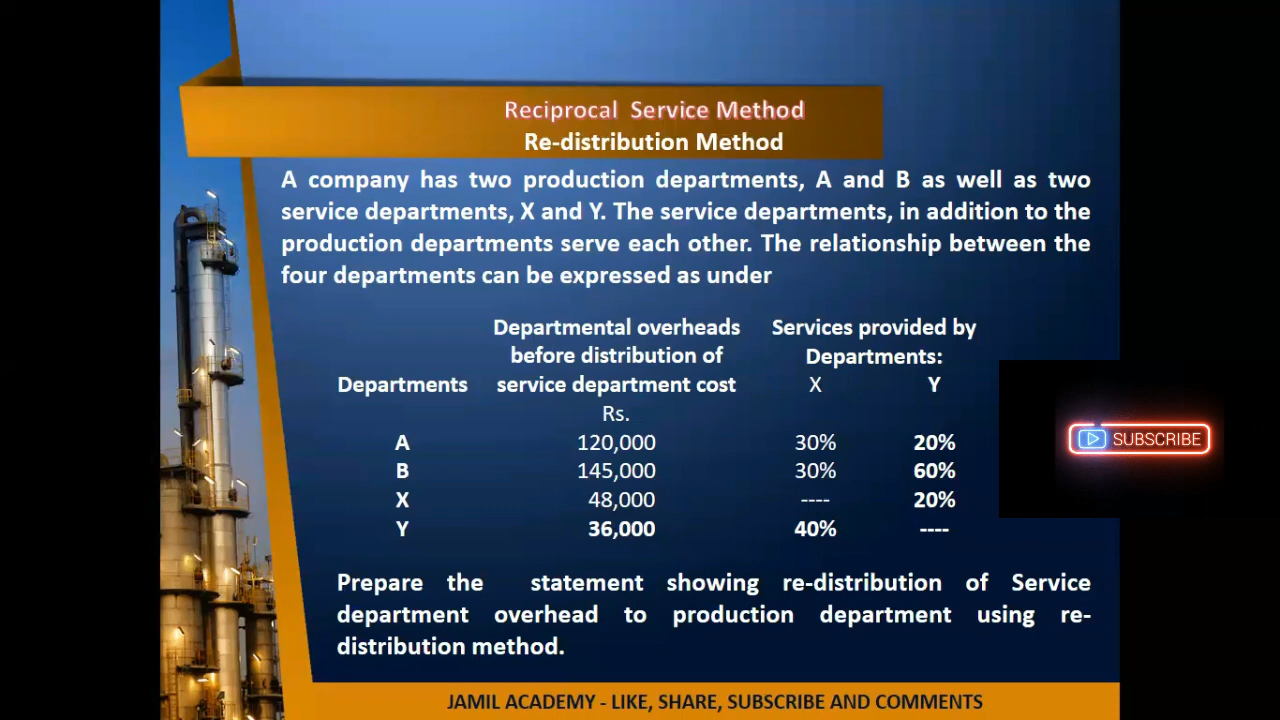 Reciprocal Service Method
Re-distribution Method
A company has two production departments, A and B as well as two
service departments, X and Y. The service departments, in addition to the
production departments serve each other. The relationship between the
four departments can be expressed as under
Departmental overheads Services provided by
before distribution of Departments:
Departments service department cost X Y
Rs.
A 120,000 30% 20%
B 145,000 30% 60%
X 48,000 ---- 20%
Y 36,000 40% ----
SUBSCRIBE
Prepare the statement showing re-distribution of Service
department overhead to production department using re-
distribution method.
JAMIL ACADEMY - LIKE, SHARE, SUBSCRIBE AND COMMENTS